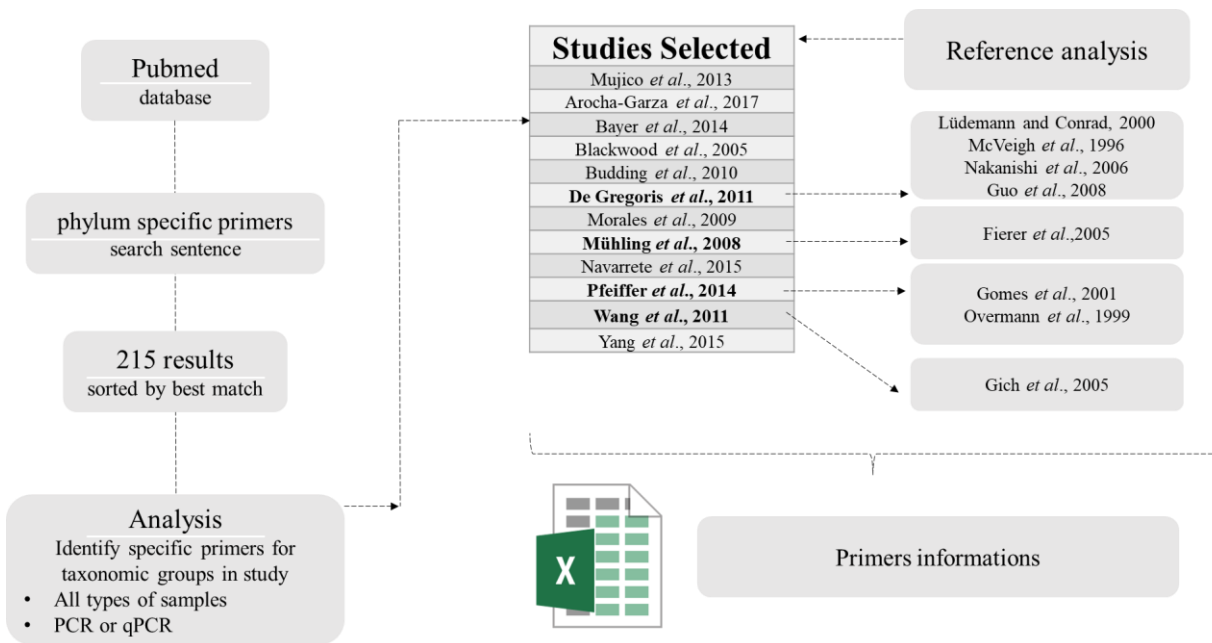 Pubmed
database
phylum specific primers
search sentence
215 results
sorted by best match
Analysis
Identify specific primers for
taxonomic groups in study
• All types of samples
• PCR or qPCR
Studies Selected
Mujico et al., 2013
Arocha-Garza et al., 2017
Bayer et al., 2014
Blackwood et al., 2005
Budding et al., 2010
De Gregoris et al., 2011
Morales et al., 2009
Mühling et al., 2008
Navarrete et al., 2015
Pfeiffer et al., 2014
Wang et al., 2011
Yang et al., 2015
Reference analysis
Lüdemann and Conrad, 2000
McVeigh et al., 1996
Nakanishi et al., 2006
Guo et al., 2008
Fierer et al.,2005
Gomes et al., 2001
Overmann et al., 1999
Gich et al., 2005
X
Primers informations